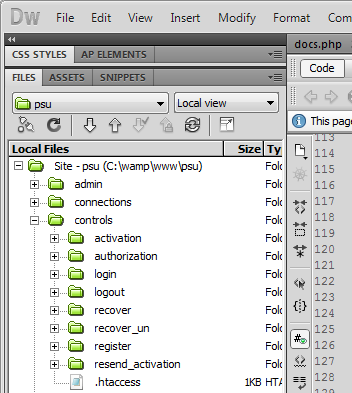 Dw File Edit View Insert Modify Format Com
CSS STYLES AP ELEMENTS
docs.php
FILES ASSETS SNIPPETS
Code
psu Local view
This page
Local Files Size Ty
Site - psu (C:\wamp\www\psu) Fold
admin Fold
connections Fold
controls Fold
activation Fold
authorization Fold
login Fold
logout Fold
recover Fold
recover_un Fold
register Fold
resend_activation Fold
.htaccess 1KB HTA
113
114
115
116
117
118
119
120
121
122
123
124
125
126
127
128
129